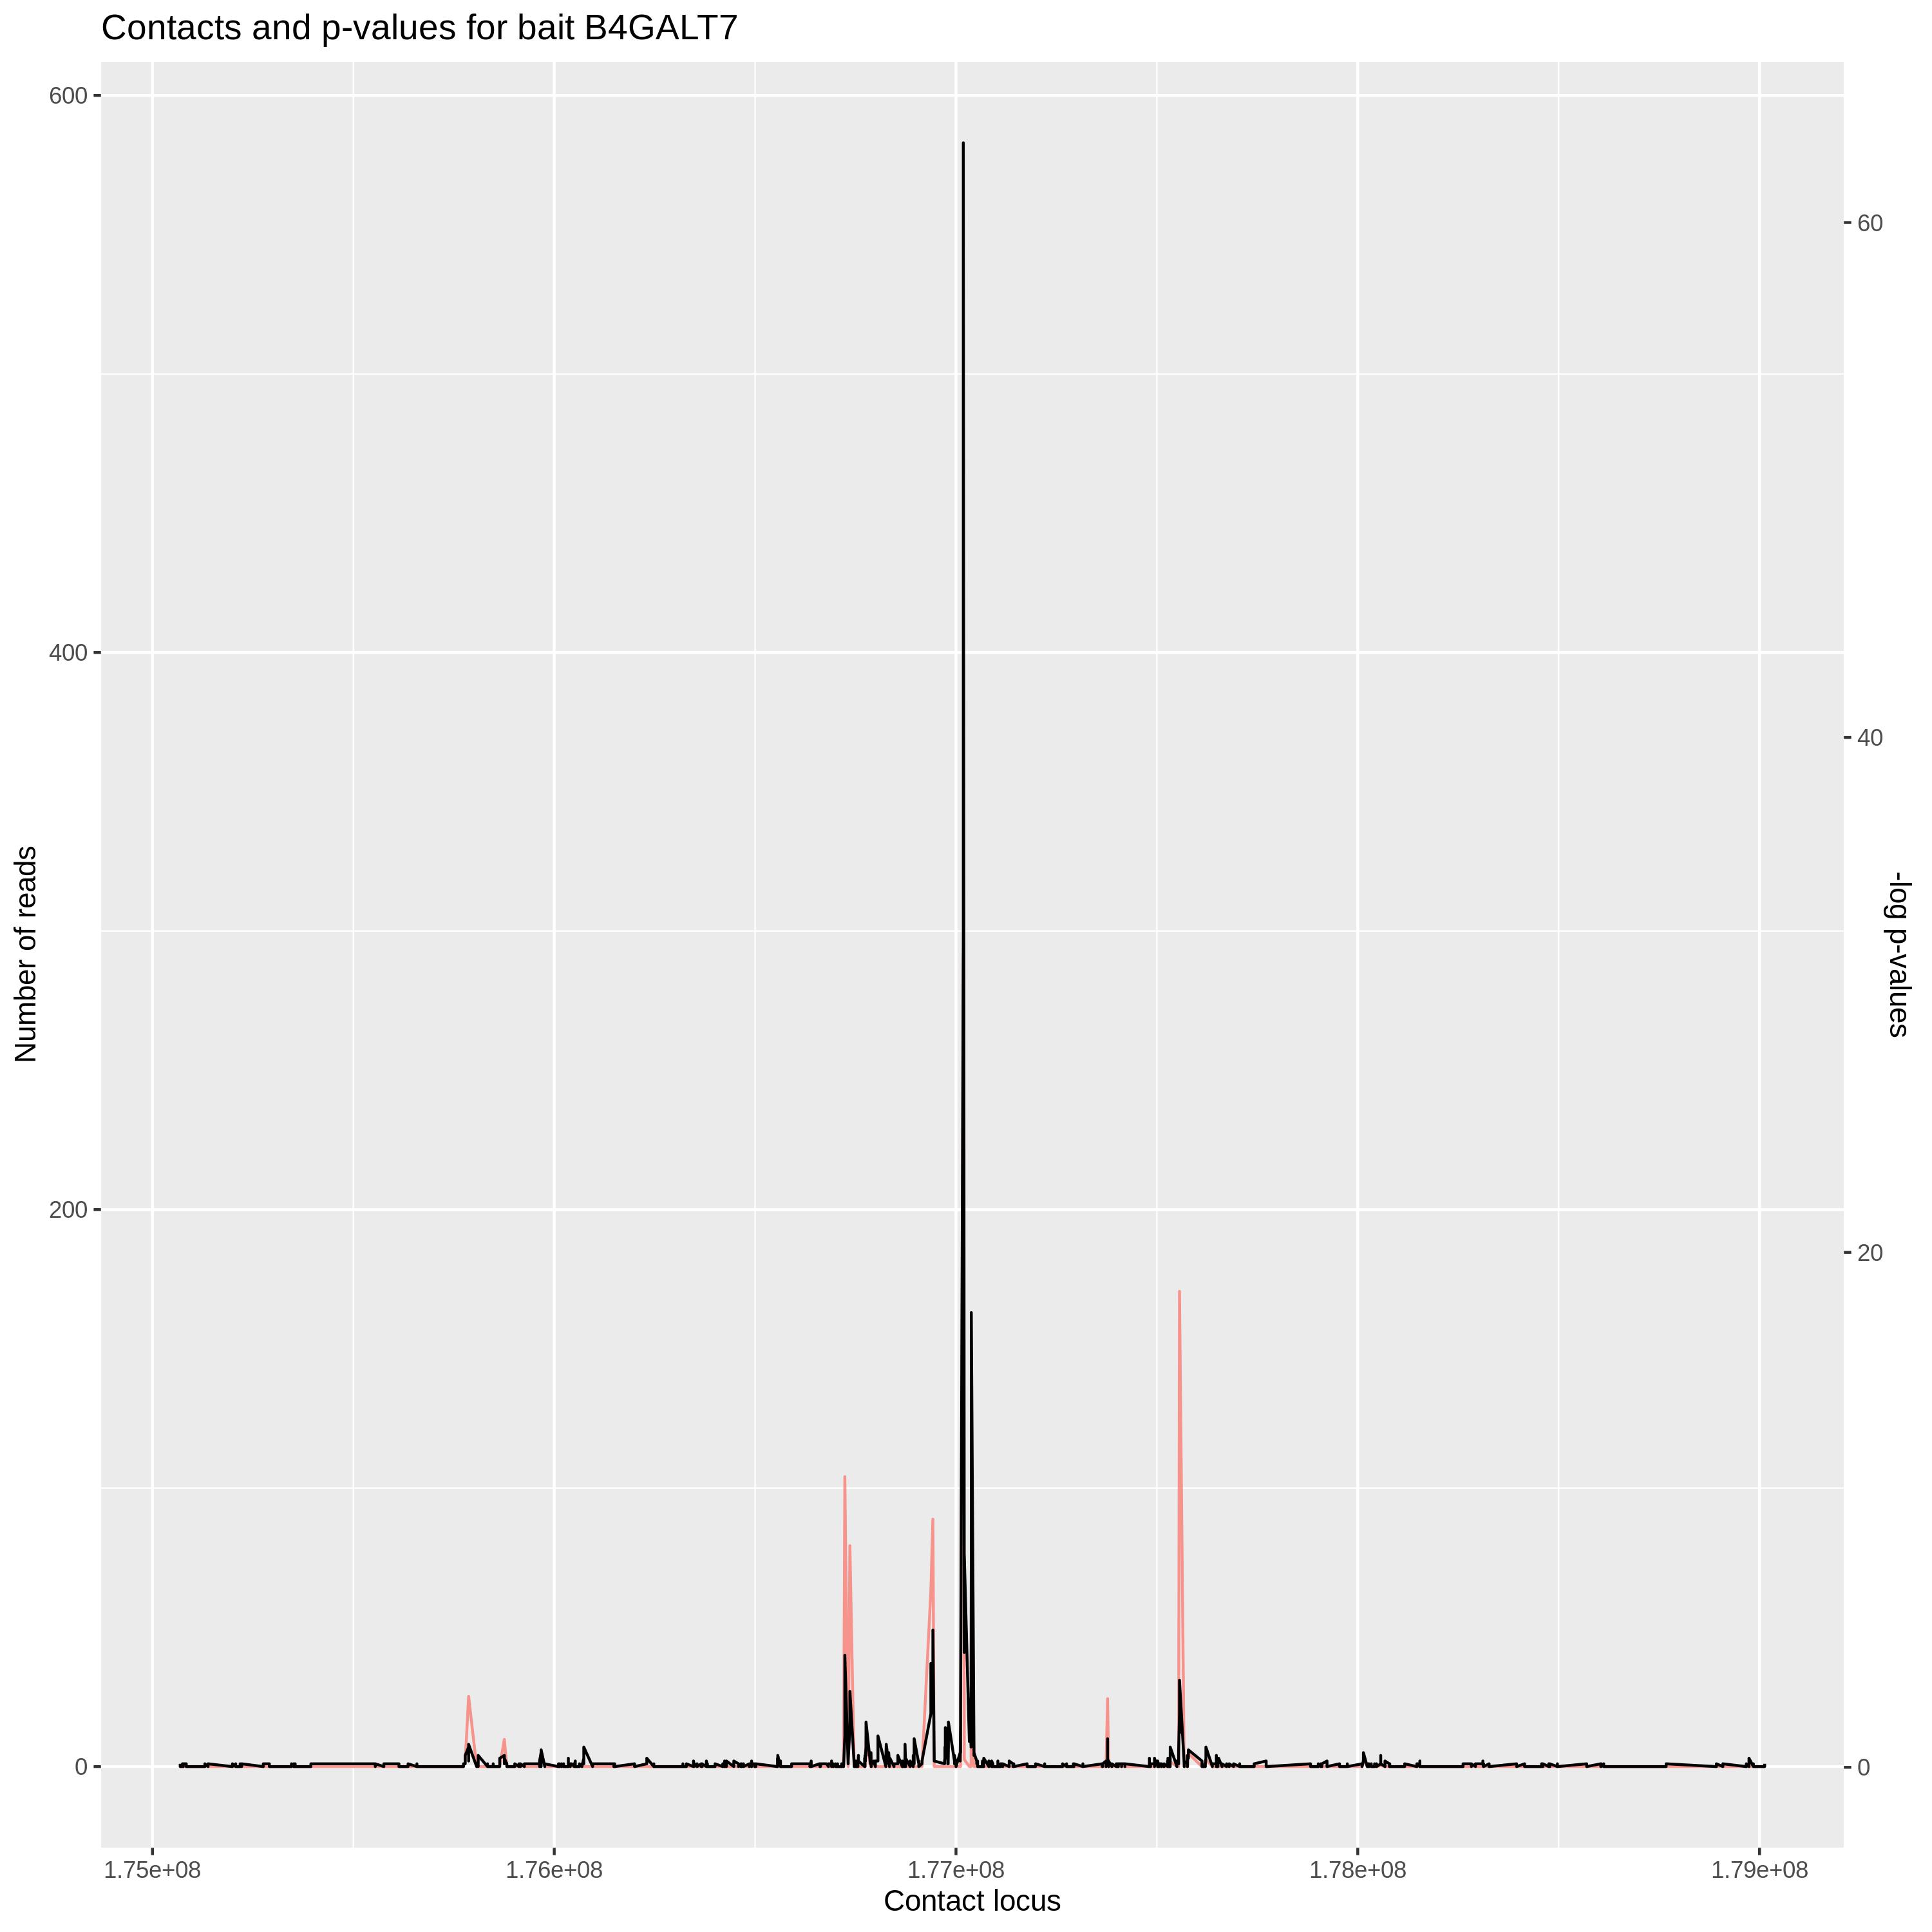 Contacts and p-values for bait B4GALT7
600
400
200
0
Number of reads
60
40
20
0
-log p-values
1.75e+08
1.76e+08
1.77e+08
1.78e+08
1.79e+08
Contact locus